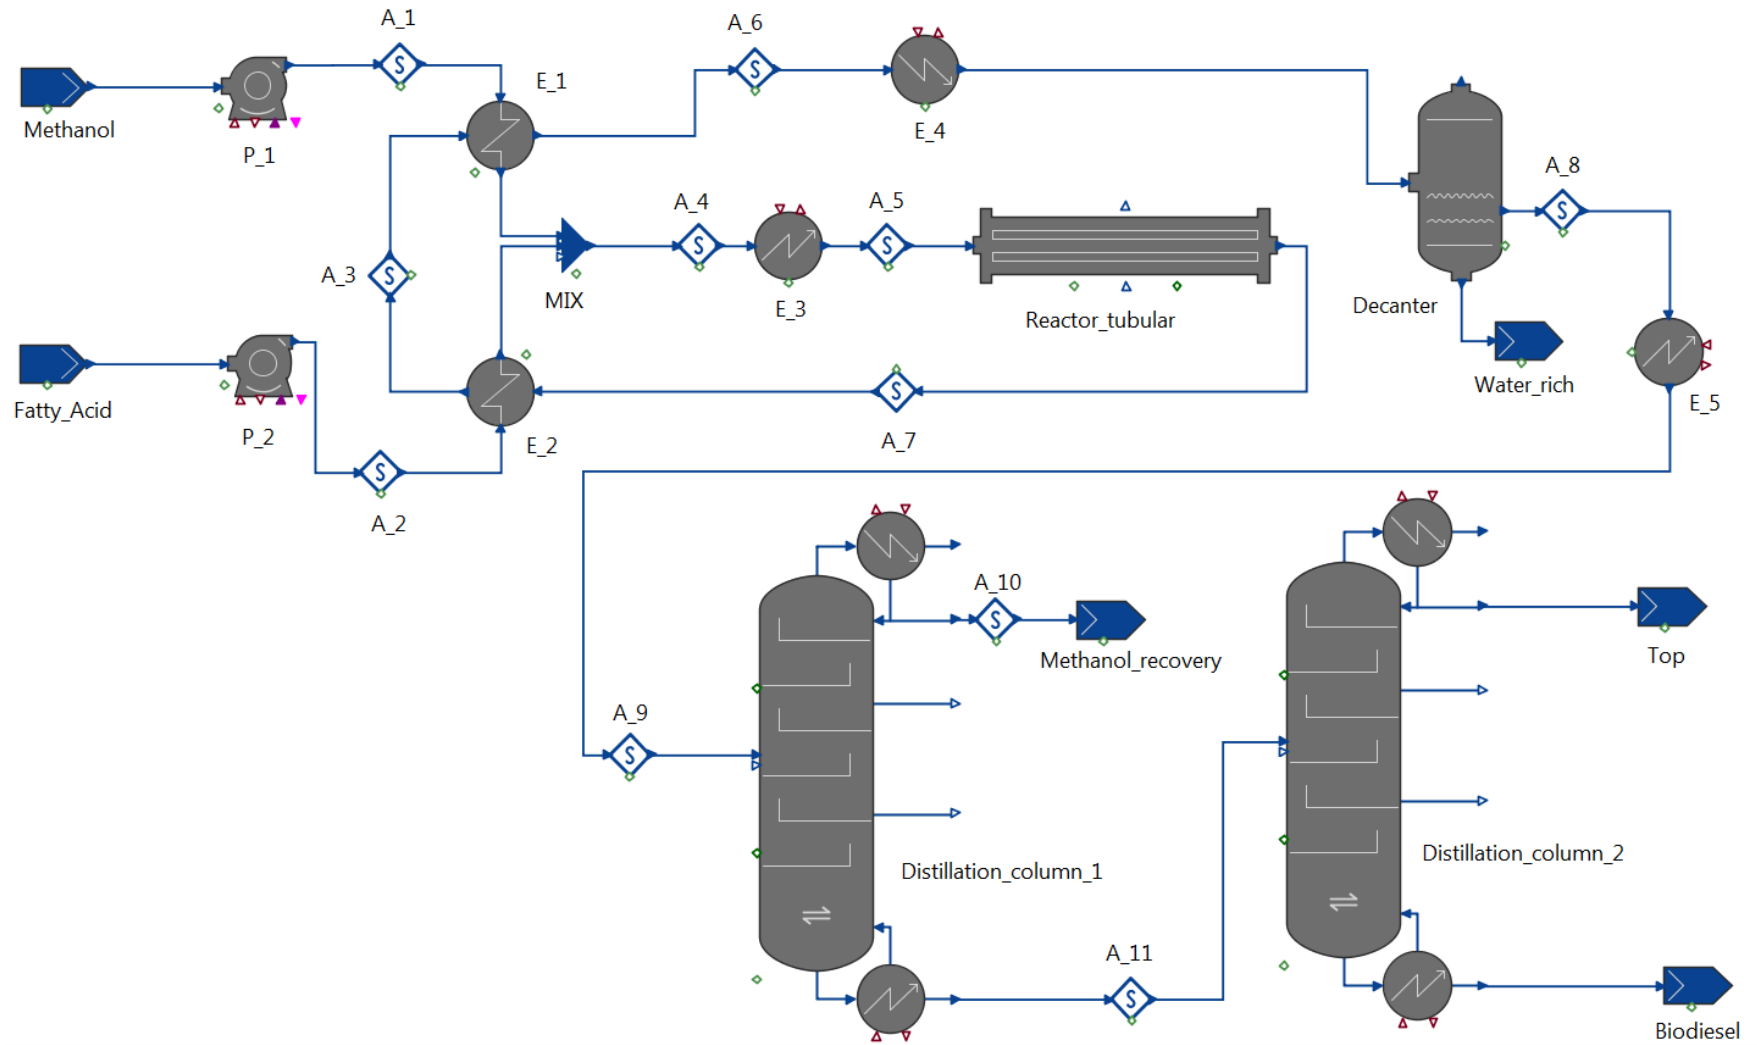 A_1
A_6
E_1
E_4
Methanol
P_1
A_8
A_4
A_5
A_3
MIX
E_3
Reactor_tubular
Decanter
Water_rich
E_5
Fatty_Acid
P_2
E_2
A_7
A_2
A_10
Methanol_recovery
Top
A_9
Distillation_column_1
Distillation_column_2
A_11
Biodiesel
S
S
S
S
S
S
S
S
S
S
S